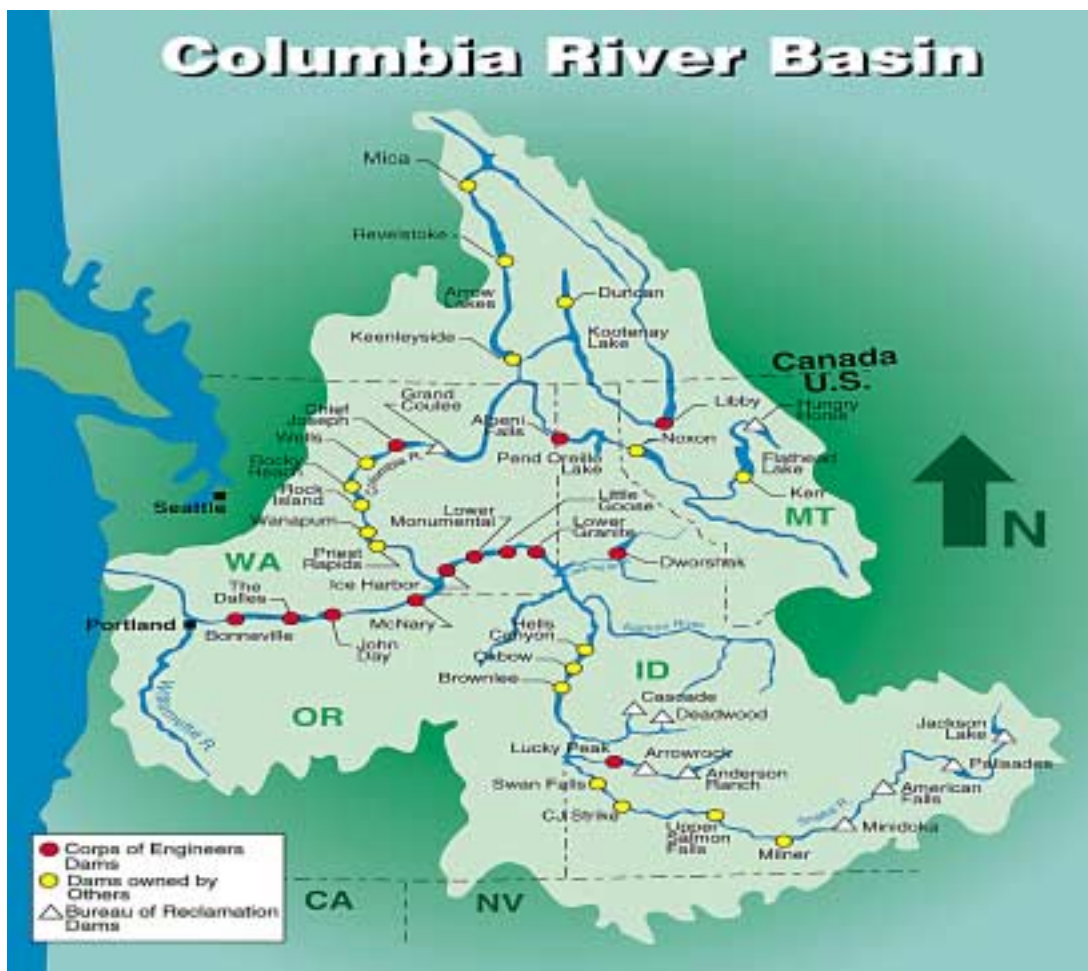 Columbia River Basin
Mica
Revelstoke
Arrow
Lakes
Duncan
Keenleyside
Kootenay
Lake
Canada
U.S.
Grand
Coulee
Chief
Joseph
Albeni
Falls
Libby
Hungry
Horse
Wells
Noxon
Columbia R.
Pend Oreille
Lake
Flathead
Lake
Rocky
Reach
Rock
Island
Kerr
Seattle
Little
Goose
Lower
Monumental
Wanapum
Lower
Granite
MT
N
Priest
Rapids
WA
Ice Harbor
Dworshak
The
Dalles
McNary
Portland
Bonneville
John
Day
Hells
Canyon
Oxbow
Brownlee
ID
Cascade
Deadwood
Willamette R.
OR
Jackson
Lake
Lucky Peak
Arrowrock
Palisades
Anderson
Ranch
Swan Falls
American
Falls
CJ Strike
Upper
Salmon
Falls
Snake R.
Minidoka
Milner
Corps of Engineers
Dams
Dams owned by
Others
Bureau of Reclamation
Dams
CA
NV